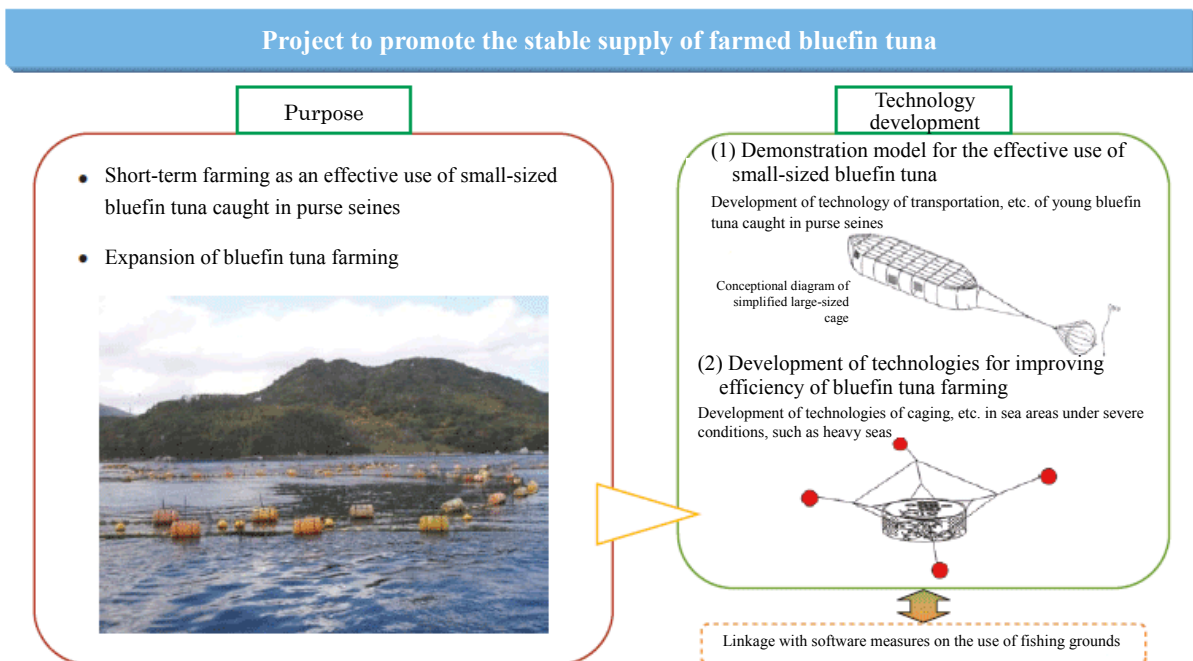 Project to promote the stable supply of farmed bluefin tuna
Purpose
• Short-term farming as an effective use of small-sized
bluefin tuna caught in purse seines
• Expansion of bluefin tuna farming
Technology
development
(1) Demonstration model for the effective use of
small-sized bluefin tuna
Development of technology of transportation, etc. of young bluefin
tuna caught in purse seines
Conceptional diagram of
simplified large-sized
cage
(2) Development of technologies for improving
efficiency of bluefin tuna farming
Development of technologies of caging, etc. in sea areas under severe
conditions, such as heavy seas
Linkage with software measures on the use of fishing grounds